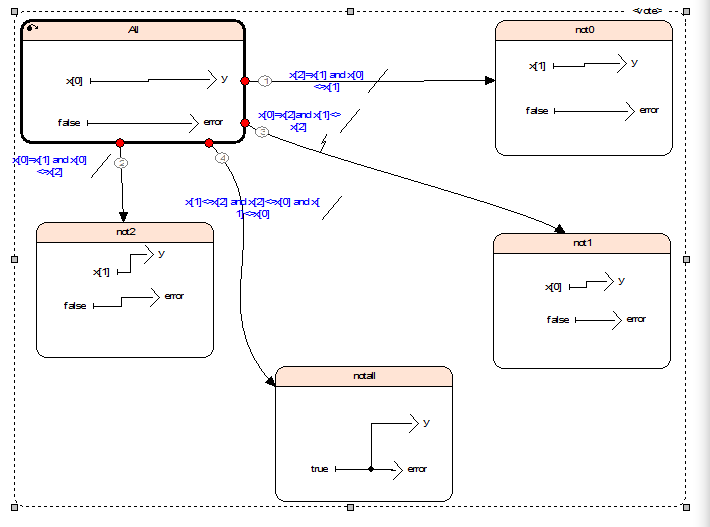 <vote>
All
x[0] y
false error
1
x[2]=x[1] and x[0]
<>x[1]
not0
x[1] y
false error
3
x[0]=x[2]and x[1]<>
x[2]
2
x[0]=x[1] and x[0]
<>x[2]
4
x[1]<>x[2] and x[2]<>x[0] and x[
1]<>x[0]
not2
x[1] y
false error
not1
x[0] y
false error
notall
y
true error